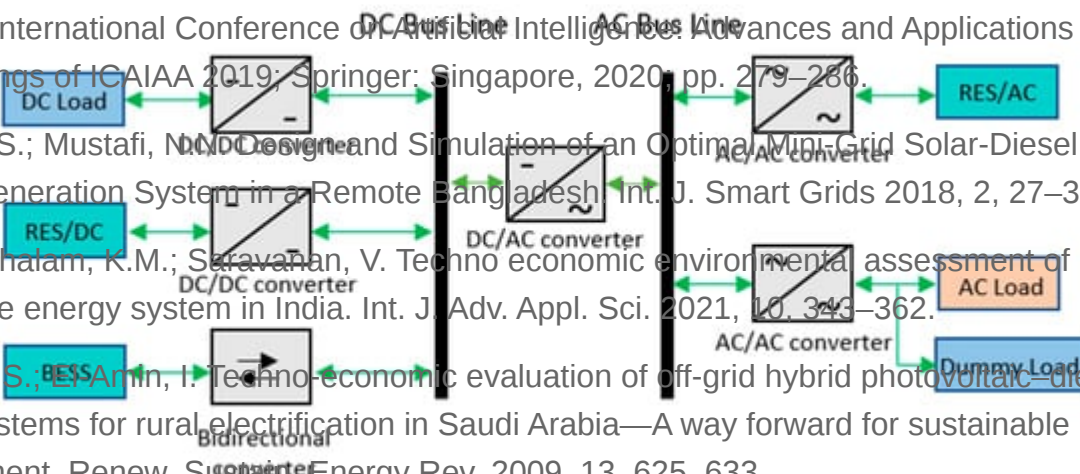 DC Bus Line AC Bus Line
International Conference on Artificial Intelligence: Advances and Applications
ngs of ICAIAA 2019; Springer: Singapore, 2020; pp. 279–286.
DC Load
RES/AC
S.; Mustafi, N.N. Design and Simulation of an Optimal Mini-Grid Solar-Diesel
DC/DC converter
AC/AC converter
eneration System in a Remote Bangladesh. Int. J. Smart Grids 2018, 2, 27–3
RES/DC
DC/AC converter
halam, K.M.; Saravanan, V. Techno economic environmental assessment of
DC/DC converter
AC Load
e energy system in India. Int. J. Adv. Appl. Sci. 2021, 10, 343–362.
AC/AC converter
BESS
Dummy Load
S.; El-Amin, I. Techno-economic evaluation of off-grid hybrid photovoltaic–die
stems for rural electrification in Saudi Arabia—A way forward for sustainable
Bidirectional
converter
ment. Renew. Sustain. Energy Rev. 2009, 13, 625–633.